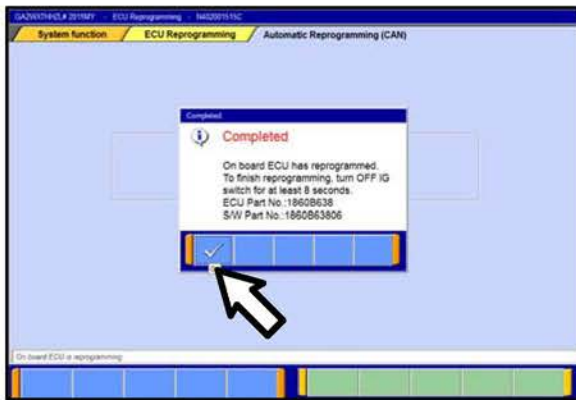 GA2WXTHHZL# 2019MY - ECU Reprogramming - N402001515C
System function
ECU Reprogramming
Automatic Reprogramming (CAN)
Completed
Completed
On board ECU has reprogrammed.
To finish reprogramming, turn OFF IG
switch for at least 8 seconds.
ECU Part No.:1860B638
S/W Part No.:1860B63806
On board ECU is reprogramming